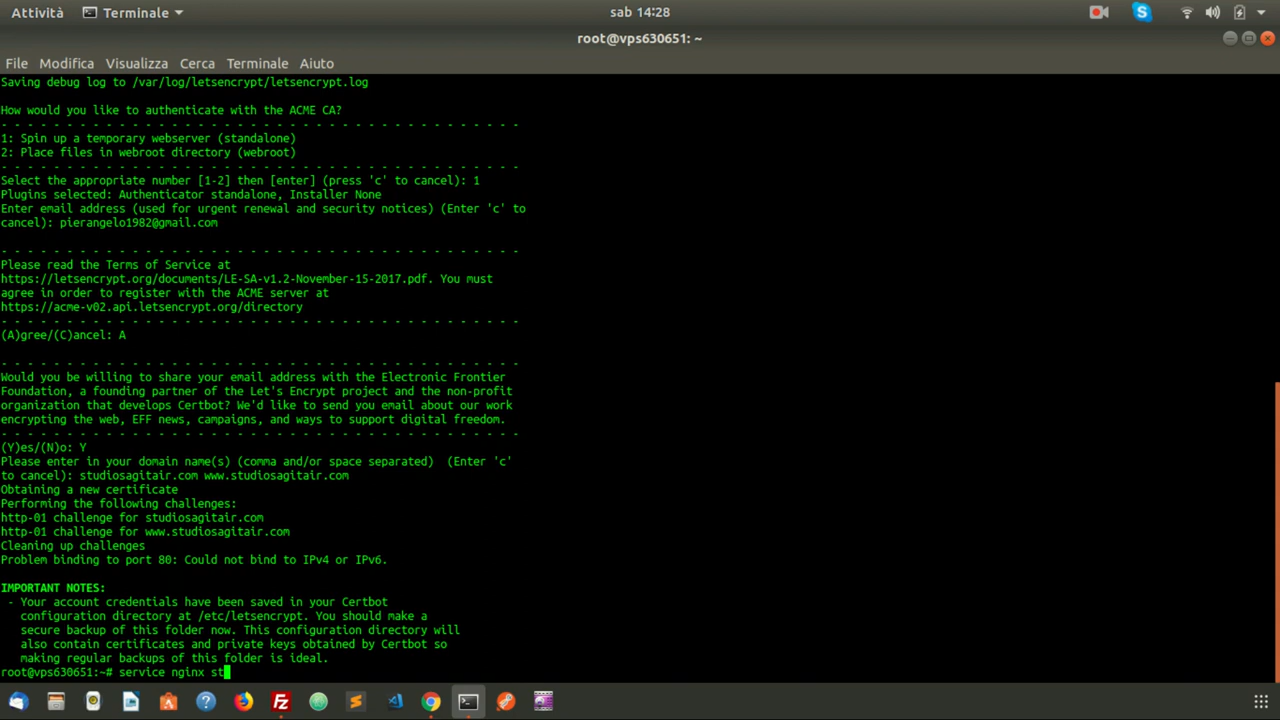 Attività Terminale sab 14:28
root@vps630651: ~
File Modifica Visualizza Cerca Terminale Aiuto
Saving debug log to /var/log/letsencrypt/letsencrypt.log
How would you like to authenticate with the ACME CA?
- - - - - - - - - - - - - - - - - - - - - - - - - - - - - - - - - - - - - - - -
1: Spin up a temporary webserver (standalone)
2: Place files in webroot directory (webroot)
- - - - - - - - - - - - - - - - - - - - - - - - - - - - - - - - - - - - - - - -
Select the appropriate number [1-2] then [enter] (press 'c' to cancel): 1
Plugins selected: Authenticator standalone, Installer None
Enter email address (used for urgent renewal and security notices) (Enter 'c' to
cancel): pierangelo1982@gmail.com
- - - - - - - - - - - - - - - - - - - - - - - - - - - - - - - - - - - - - - - -
Please read the Terms of Service at
https://letsencrypt.org/documents/LE-SA-v1.2-November-15-2017.pdf. You must
agree in order to register with the ACME server at
https://acme-v02.api.letsencrypt.org/directory
- - - - - - - - - - - - - - - - - - - - - - - - - - - - - - - - - - - - - - - -
(A)gree/(C)ancel: A
- - - - - - - - - - - - - - - - - - - - - - - - - - - - - - - - - - - - - - - -
Would you be willing to share your email address with the Electronic Frontier
Foundation, a founding partner of the Let's Encrypt project and the non-profit
organization that develops Certbot? We'd like to send you email about our work
encrypting the web, EFF news, campaigns, and ways to support digital freedom.
- - - - - - - - - - - - - - - - - - - - - - - - - - - - - - - - - - - - - - - -
(Y)es/(N)o: Y
Please enter in your domain name(s) (comma and/or space separated)  (Enter 'c'
to cancel): studiosagitair.com www.studiosagitair.com
Obtaining a new certificate
Performing the following challenges:
http-01 challenge for studiosagitair.com
http-01 challenge for www.studiosagitair.com
Cleaning up challenges
Problem binding to port 80: Could not bind to IPv4 or IPv6.
IMPORTANT NOTES:
- Your account credentials have been saved in your Certbot
configuration directory at /etc/letsencrypt. You should make a
secure backup of this folder now. This configuration directory will
also contain certificates and private keys obtained by Certbot so
making regular backups of this folder is ideal.
root@vps630651:~# service nginx st